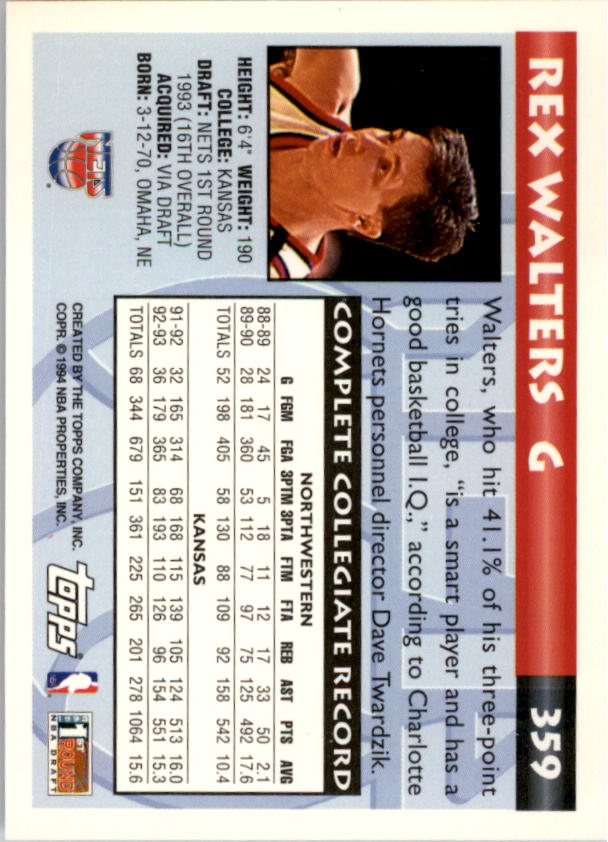 REX WALTERS G 359
Walters, who hit 41.1% of his three-point
tries in college, "is a smart player and has a
good basketball I.Q.," according to Charlotte
Hornets personnel director Dave Twardzik.
HEIGHT: 6'4" WEIGHT: 190
COLLEGE: KANSAS
DRAFT: NETS 1ST ROUND
1993 (16TH OVERALL)
ACQUIRED: VIA DRAFT
BORN: 3-12-70, OMAHA, NE
NETS
COMPLETE COLLEGIATE RECORD
NORTHWESTERN
G FGM FGA 3PTM 3PTA FTM FTA REB AST PTS AVG
88-89 24 17 45 5 18 11 12 17 33 50 2.1
89-90 28 181 360 53 112 77 97 75 125 492 17.6
TOTALS 52 198 405 58 130 88 109 92 158 542 10.4
KANSAS
91-92 32 165 314 68 168 115 139 105 124 513 16.0
92-93 36 179 365 83 193 110 126 96 154 551 15.3
TOTALS 68 344 679 151 361 225 265 201 278 1064 15.6
CREATED BY THE TOPPS COMPANY, INC.
COPR. © 1994 NBA PROPERTIES, INC.
topps
1ST ROUND
NBA DRAFT